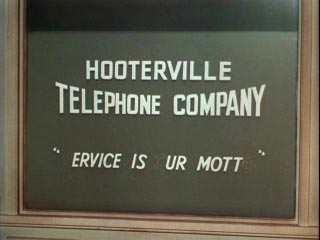 HOOTERVILLE
TELEPHONE COMPANY
" ERVICE IS UR MOTT "